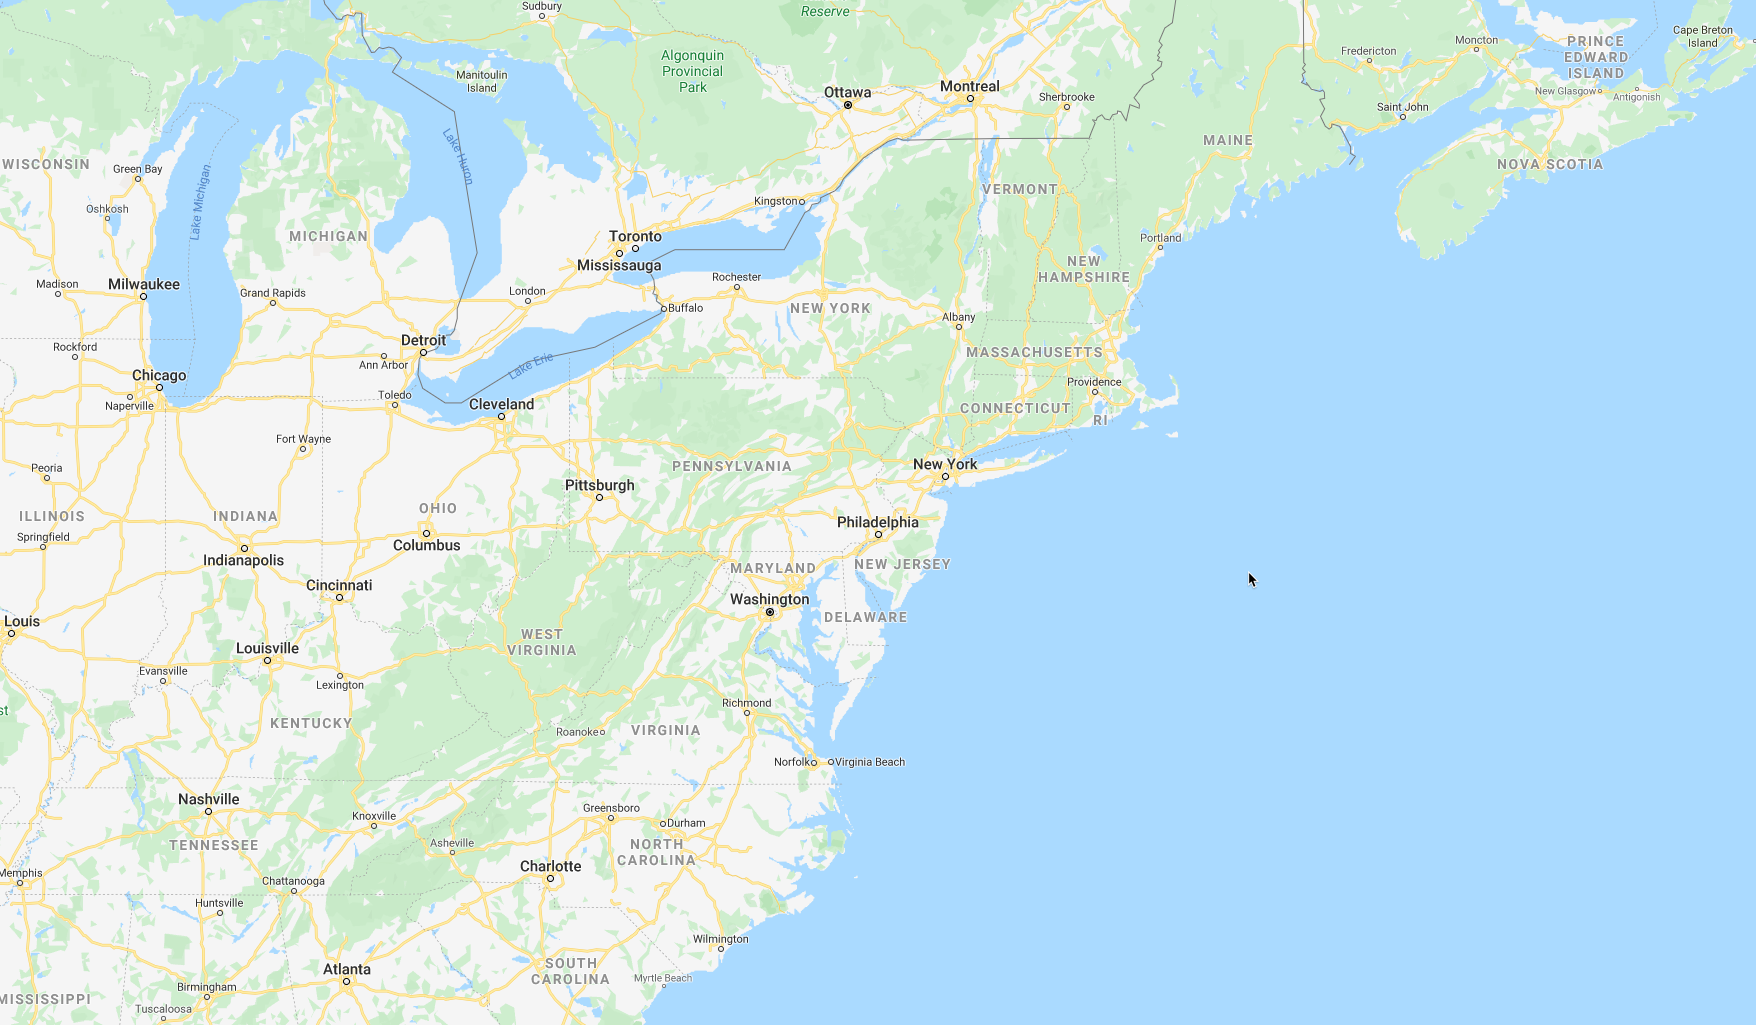 Sudbury
Reserve
Cape Breton
Island
Moncton
PRINCE
EDWARD
ISLAND
Fredericton
Algonquin
Provincial
Park
Manitoulin
Island
Ottawa
Montreal
Sherbrooke
New Glasgow
Antigonish
Saint John
MAINE
NOVA SCOTIA
WISCONSIN
Green Bay
Lake Huron
Lake Michigan
VERMONT
Kingston
Oshkosh
MICHIGAN
Toronto
Mississauga
Portland
NEW
HAMPSHIRE
Madison
Milwaukee
Grand Rapids
London
Rochester
Buffalo
NEW YORK
Albany
Detroit
Rockford
Ann Arbor
Lake Erie
MASSACHUSETTS
Chicago
Naperville
Toledo
Cleveland
Providence
CONNECTICUT
RI
Fort Wayne
Peoria
PENNSYLVANIA
New York
Pittsburgh
ILLINOIS
INDIANA
OHIO
Springfield
Columbus
Philadelphia
Indianapolis
MARYLAND
NEW JERSEY
Cincinnati
Washington
DELAWARE
Louis
WEST
VIRGINIA
Louisville
Evansville
Lexington
st
KENTUCKY
Richmond
Roanoke
VIRGINIA
Norfolk
Virginia Beach
Nashville
Knoxville
Greensboro
Durham
TENNESSEE
Asheville
NORTH
CAROLINA
Memphis
Chattanooga
Charlotte
Huntsville
Wilmington
Atlanta
SOUTH
CAROLINA
Myrtle Beach
Birmingham
MISSISSIPPI
Tuscaloosa